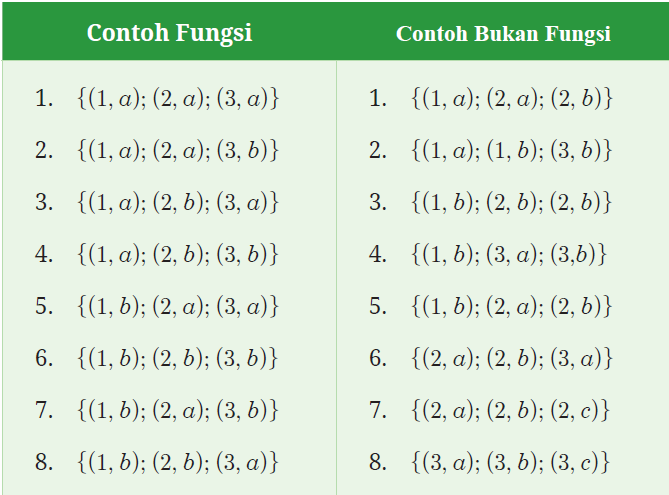 Contoh Fungsi	Contoh Bukan Fungsi
1. {(1, a); (2, a); (3, a)}	1. {(1, a); (2, a); (2, b)}
2. {(1, a); (2, a); (3, b)}	2. {(1, a); (1, b); (3, b)}
3. {(1, a); (2, b); (3, a)}	3. {(1, b); (2, b); (2, b)}
4. {(1, a); (2, b); (3, b)}	4. {(1, b); (3, a); (3,b)}
5. {(1, b); (2, a); (3, a)}	5. {(1, b); (2, a); (2, b)}
6. {(1, b); (2, b); (3, b)}	6. {(2, a); (2, b); (3, a)}
7. {(1, b); (2, a); (3, b)}	7. {(2, a); (2, b); (2, c)}
8. {(1, b); (2, b); (3, a)}	8. {(3, a); (3, b); (3, c)}